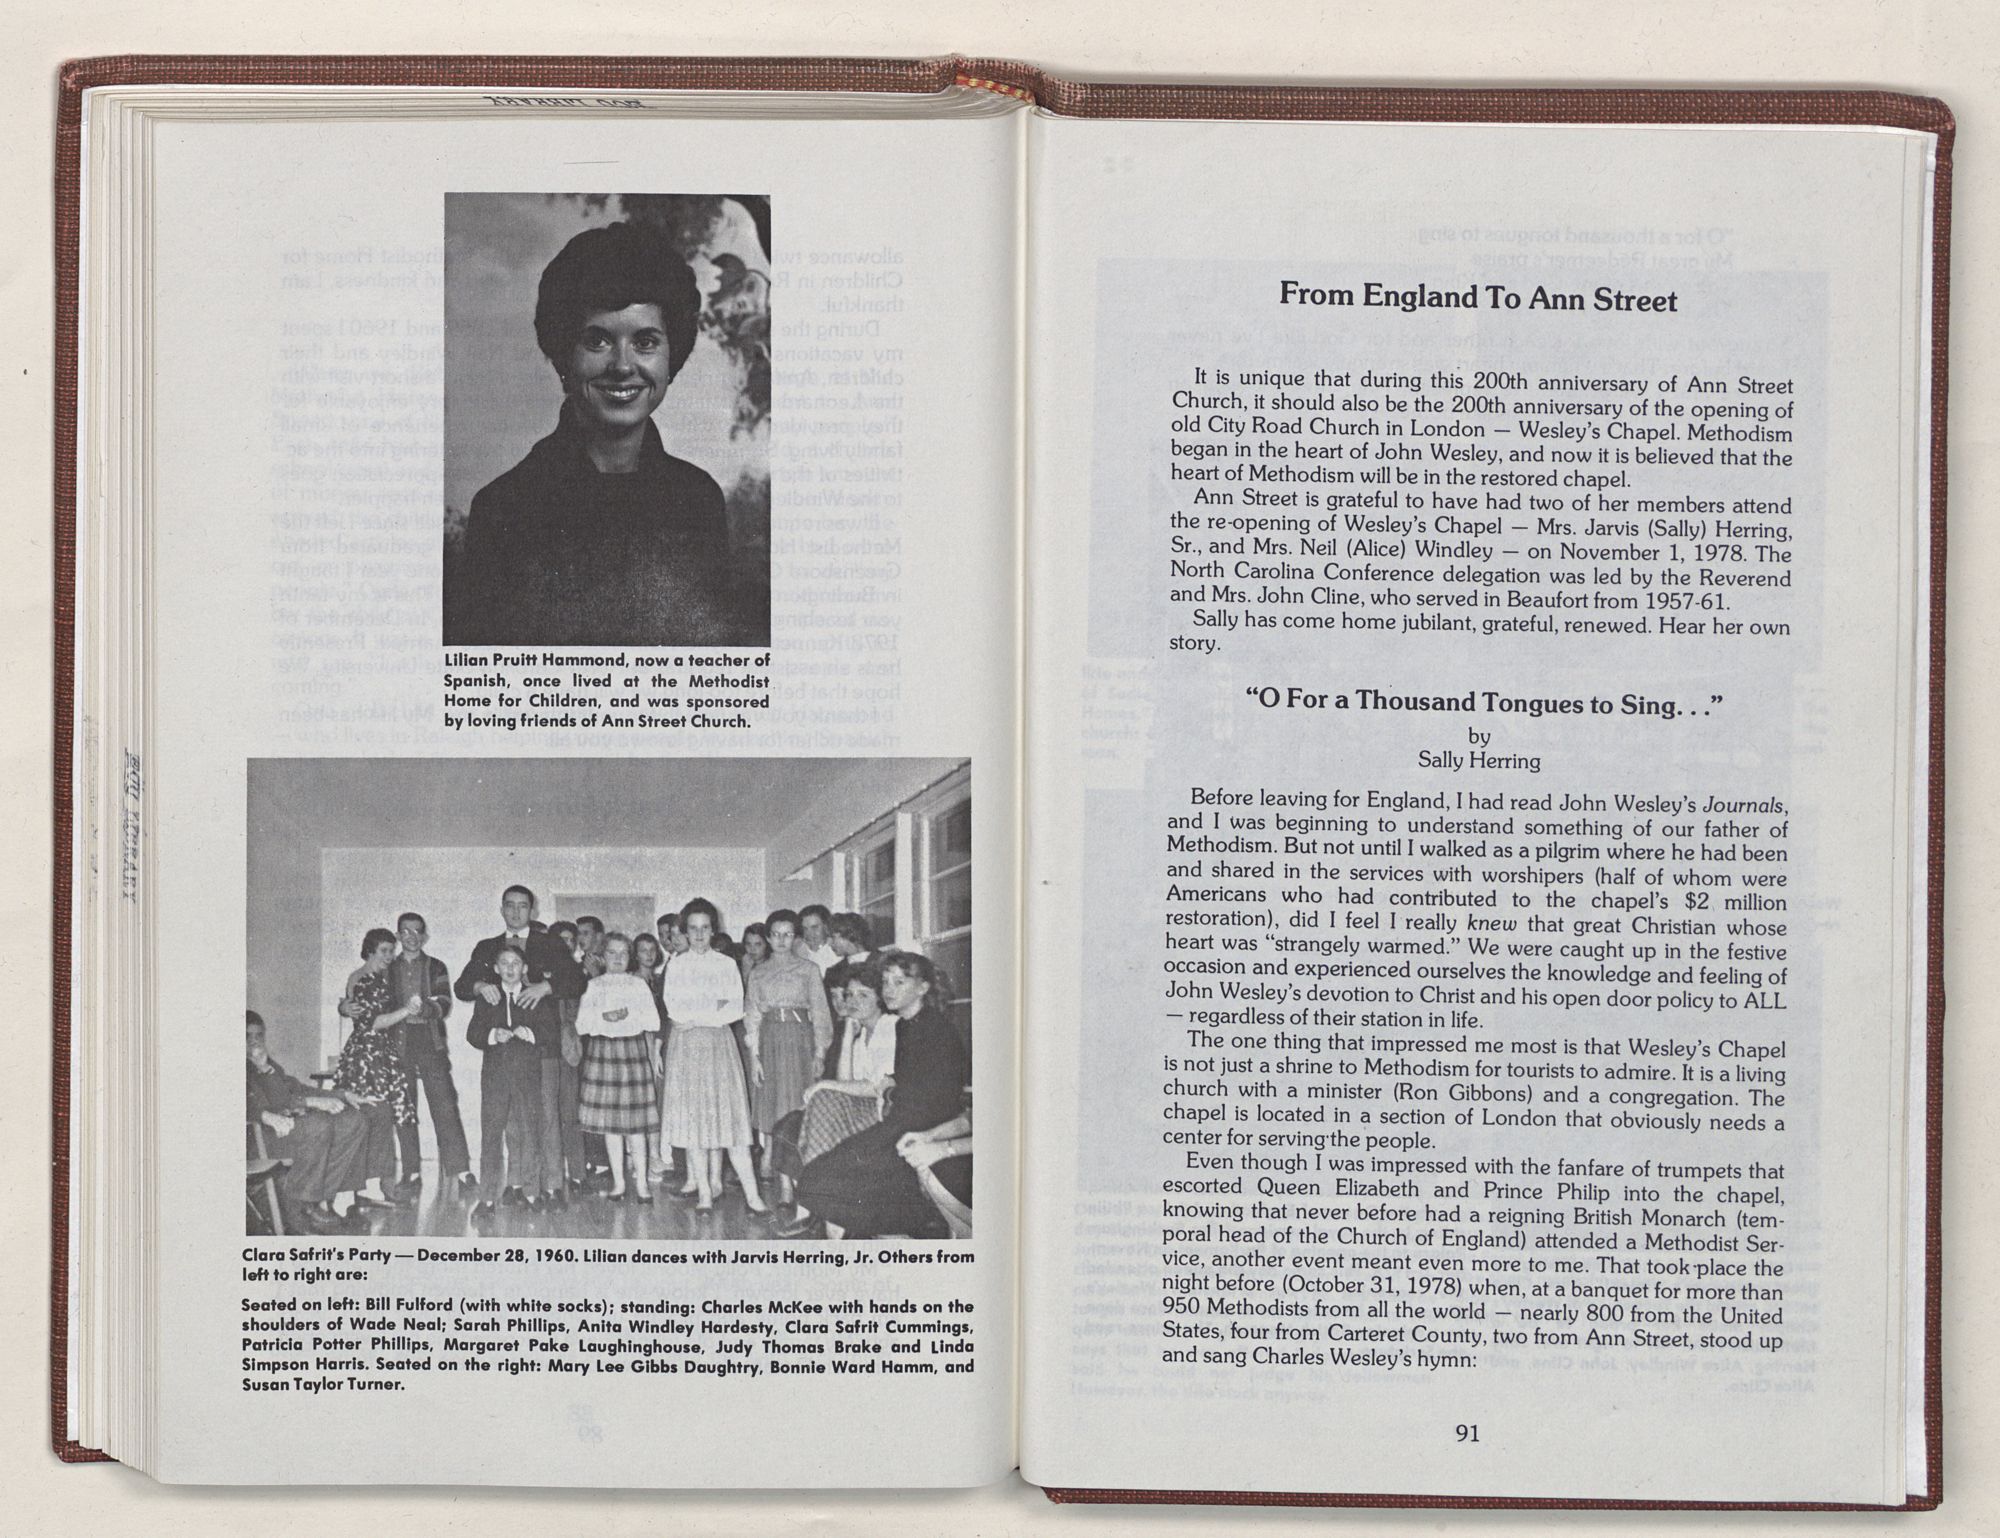 Lilian Pruitt Hammond, now a teacher of
Spanish, once lived at the Methodist
Home for Children, and was sponsored
by loving friends of Ann Street Church.
Clara Safrit's Party — December 28, 1960. Lilian dances with Jarvis Herring, Jr. Others from
left to right are:
Seated on left: Bill Fulford (with white socks); standing: Charles McKee with hands on the
shoulders of Wade Neal; Sarah Phillips, Anita Windley Hardesty, Clara Safrit Cummings,
Patricia Potter Phillips, Margaret Pake Laughinghouse, Judy Thomas Brake and Linda
Simpson Harris. Seated on the right: Mary Lee Gibbs Daughtry, Bonnie Ward Hamm, and
Susan Taylor Turner.
From England To Ann Street
It is unique that during this 200th anniversary of Ann Street
Church, it should also be the 200th anniversary of the opening of
old City Road Church in London — Wesley's Chapel. Methodism
began in the heart of John Wesley, and now it is believed that the
heart of Methodism will be in the restored chapel.
Ann Street is grateful to have had two of her members attend
the re-opening of Wesley's Chapel — Mrs. Jarvis (Sally) Herring,
Sr., and Mrs. Neil (Alice) Windley — on November 1, 1978. The
North Carolina Conference delegation was led by the Reverend
and Mrs. John Cline, who served in Beaufort from 1957-61.
Sally has come home jubilant, grateful, renewed. Hear her own
story.
“O For a Thousand Tongues to Sing. . .”
by
Sally Herring
Before leaving for England, I had read John Wesley's Journals,
and I was beginning to understand something of our father of
Methodism. But not until I walked as a pilgrim where he had been
and shared in the services with worshipers (half of whom were
Americans who had contributed to the chapel's $2 million
restoration), did I feel I really knew that great Christian whose
heart was “strangely warmed.” We were caught up in the festive
occasion and experienced ourselves the knowledge and feeling of
John Wesley's devotion to Christ and his open door policy to ALL
— regardless of their station in life.
The one thing that impressed me most is that Wesley's Chapel
is not just a shrine to Methodism for tourists to admire. It is a living
church with a minister (Ron Gibbons) and a congregation. The
chapel is located in a section of London that obviously needs a
center for serving the people.
Even though I was impressed with the fanfare of trumpets that
escorted Queen Elizabeth and Prince Philip into the chapel,
knowing that never before had a reigning British Monarch (tem-
poral head of the Church of England) attended a Methodist Ser-
vice, another event meant even more to me. That took place the
night before (October 31, 1978) when, at a banquet for more than
950 Methodists from all the world — nearly 800 from the United
States, four from Carteret County, two from Ann Street, stood up
and sang Charles Wesley's hymn:
91